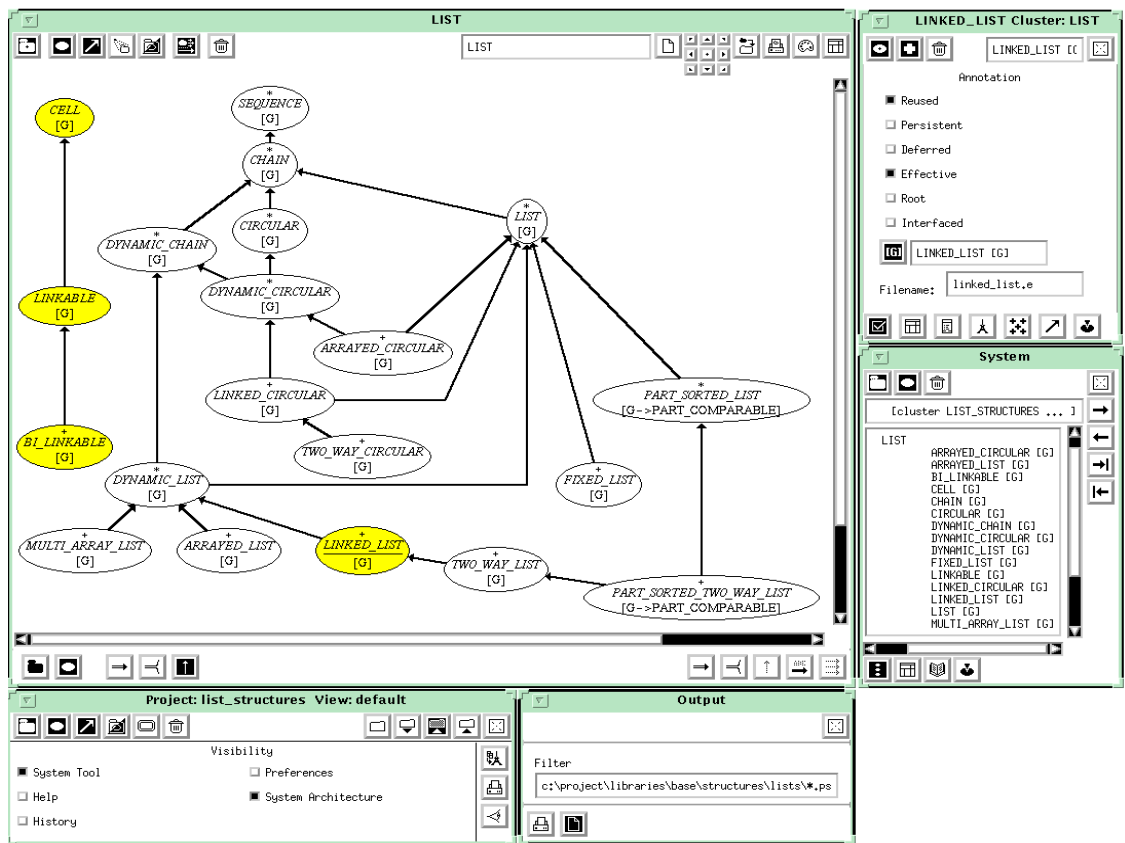 LIST
LIST
*
SEQUENCE
[G]
CELL
[G]
*
CHAIN
[G]
*
LIST
[G]
*
CIRCULAR
[G]
*
DYNAMIC_CHAIN
[G]
*
DYNAMIC_CIRCULAR
[G]
LINKABLE
[G]
+
ARRAYED_CIRCULAR
[G]
+
LINKED_CIRCULAR
[G]
*
PART_SORTED_LIST
[G->PART_COMPARABLE]
+
BI_LINKABLE
[G]
+
TWO_WAY_CIRCULAR
[G]
*
DYNAMIC_LIST
[G]
+
FIXED_LIST
[G]
+
MULTI_ARRAY_LIST
[G]
+
ARRAYED_LIST
[G]
+
LINKED_LIST
[G]
+
TWO_WAY_LIST
[G]
+
PART_SORTED_TWO_WAY_LIST
[G->PART_COMPARABLE]
ABC
LINKED_LIST Cluster: LIST
LINKED_LIST [(
Annotation
Reused
Persistent
Deferred
Effective
Root
Interfaced
[G]
LINKED_LIST [G]
Filename:
linked_list.e
System
[cluster LIST_STRUCTURES ... ]
LIST
ARRAYED_CIRCULAR [G]
ARRAYED_LIST [G]
BI_LINKABLE [G]
CELL [G]
CHAIN [G]
CIRCULAR [G]
DYNAMIC_CHAIN [G]
DYNAMIC_CIRCULAR [G]
DYNAMIC_LIST [G]
FIXED_LIST [G]
LINKABLE [G]
LINKED_CIRCULAR [G]
LINKED_LIST [G]
LIST [G]
MULTI_ARRAY_LIST [G]
Project: list_structures View: default
Visibility
System Tool
Preferences
Help
System Architecture
History
Output
Filter
c:\project\libraries\base\structures\lists\*.ps